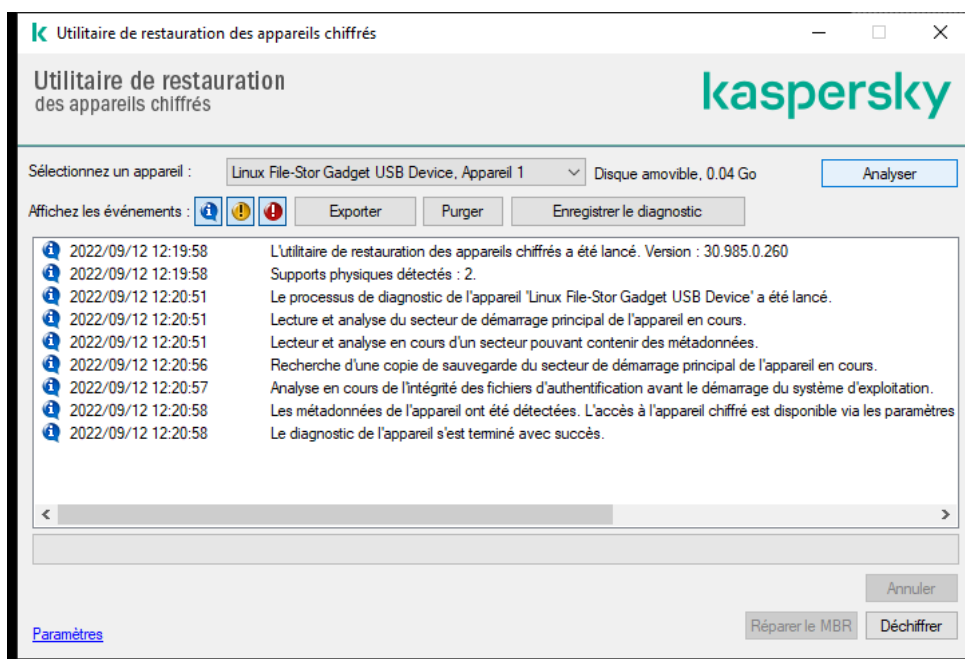 Utilitaire de restauration des appareils chiffrés
Utilitaire de restauration
des appareils chiffrés
kaspersky
Sélectionnez un appareil : Linux File-Stor Gadget USB Device, Appareil 1 Disque amovible, 0.04 Go Analyser
Affichez les événements : Exporter Purger Enregistrer le diagnostic
2022/09/12 12:19:58 L'utilitaire de restauration des appareils chiffrés a été lancé. Version : 30.985.0.260
2022/09/12 12:19:58 Supports physiques détectés : 2.
2022/09/12 12:20:51 Le processus de diagnostic de l'appareil 'Linux File-Stor Gadget USB Device' a été lancé.
2022/09/12 12:20:51 Lecture et analyse du secteur de démarrage principal de l'appareil en cours.
2022/09/12 12:20:51 Lecteur et analyse en cours d'un secteur pouvant contenir des métadonnées.
2022/09/12 12:20:56 Recherche d'une copie de sauvegarde du secteur de démarrage principal de l'appareil en cours.
2022/09/12 12:20:57 Analyse en cours de l'intégrité des fichiers d'authentification avant le démarrage du système d'exploitation.
2022/09/12 12:20:58 Les métadonnées de l'appareil ont été détectées. L'accès à l'appareil chiffré est disponible via les paramètres
2022/09/12 12:20:58 Le diagnostic de l'appareil s'est terminé avec succès.
Annuler
Paramètres Réparer le MBR Déchiffrer